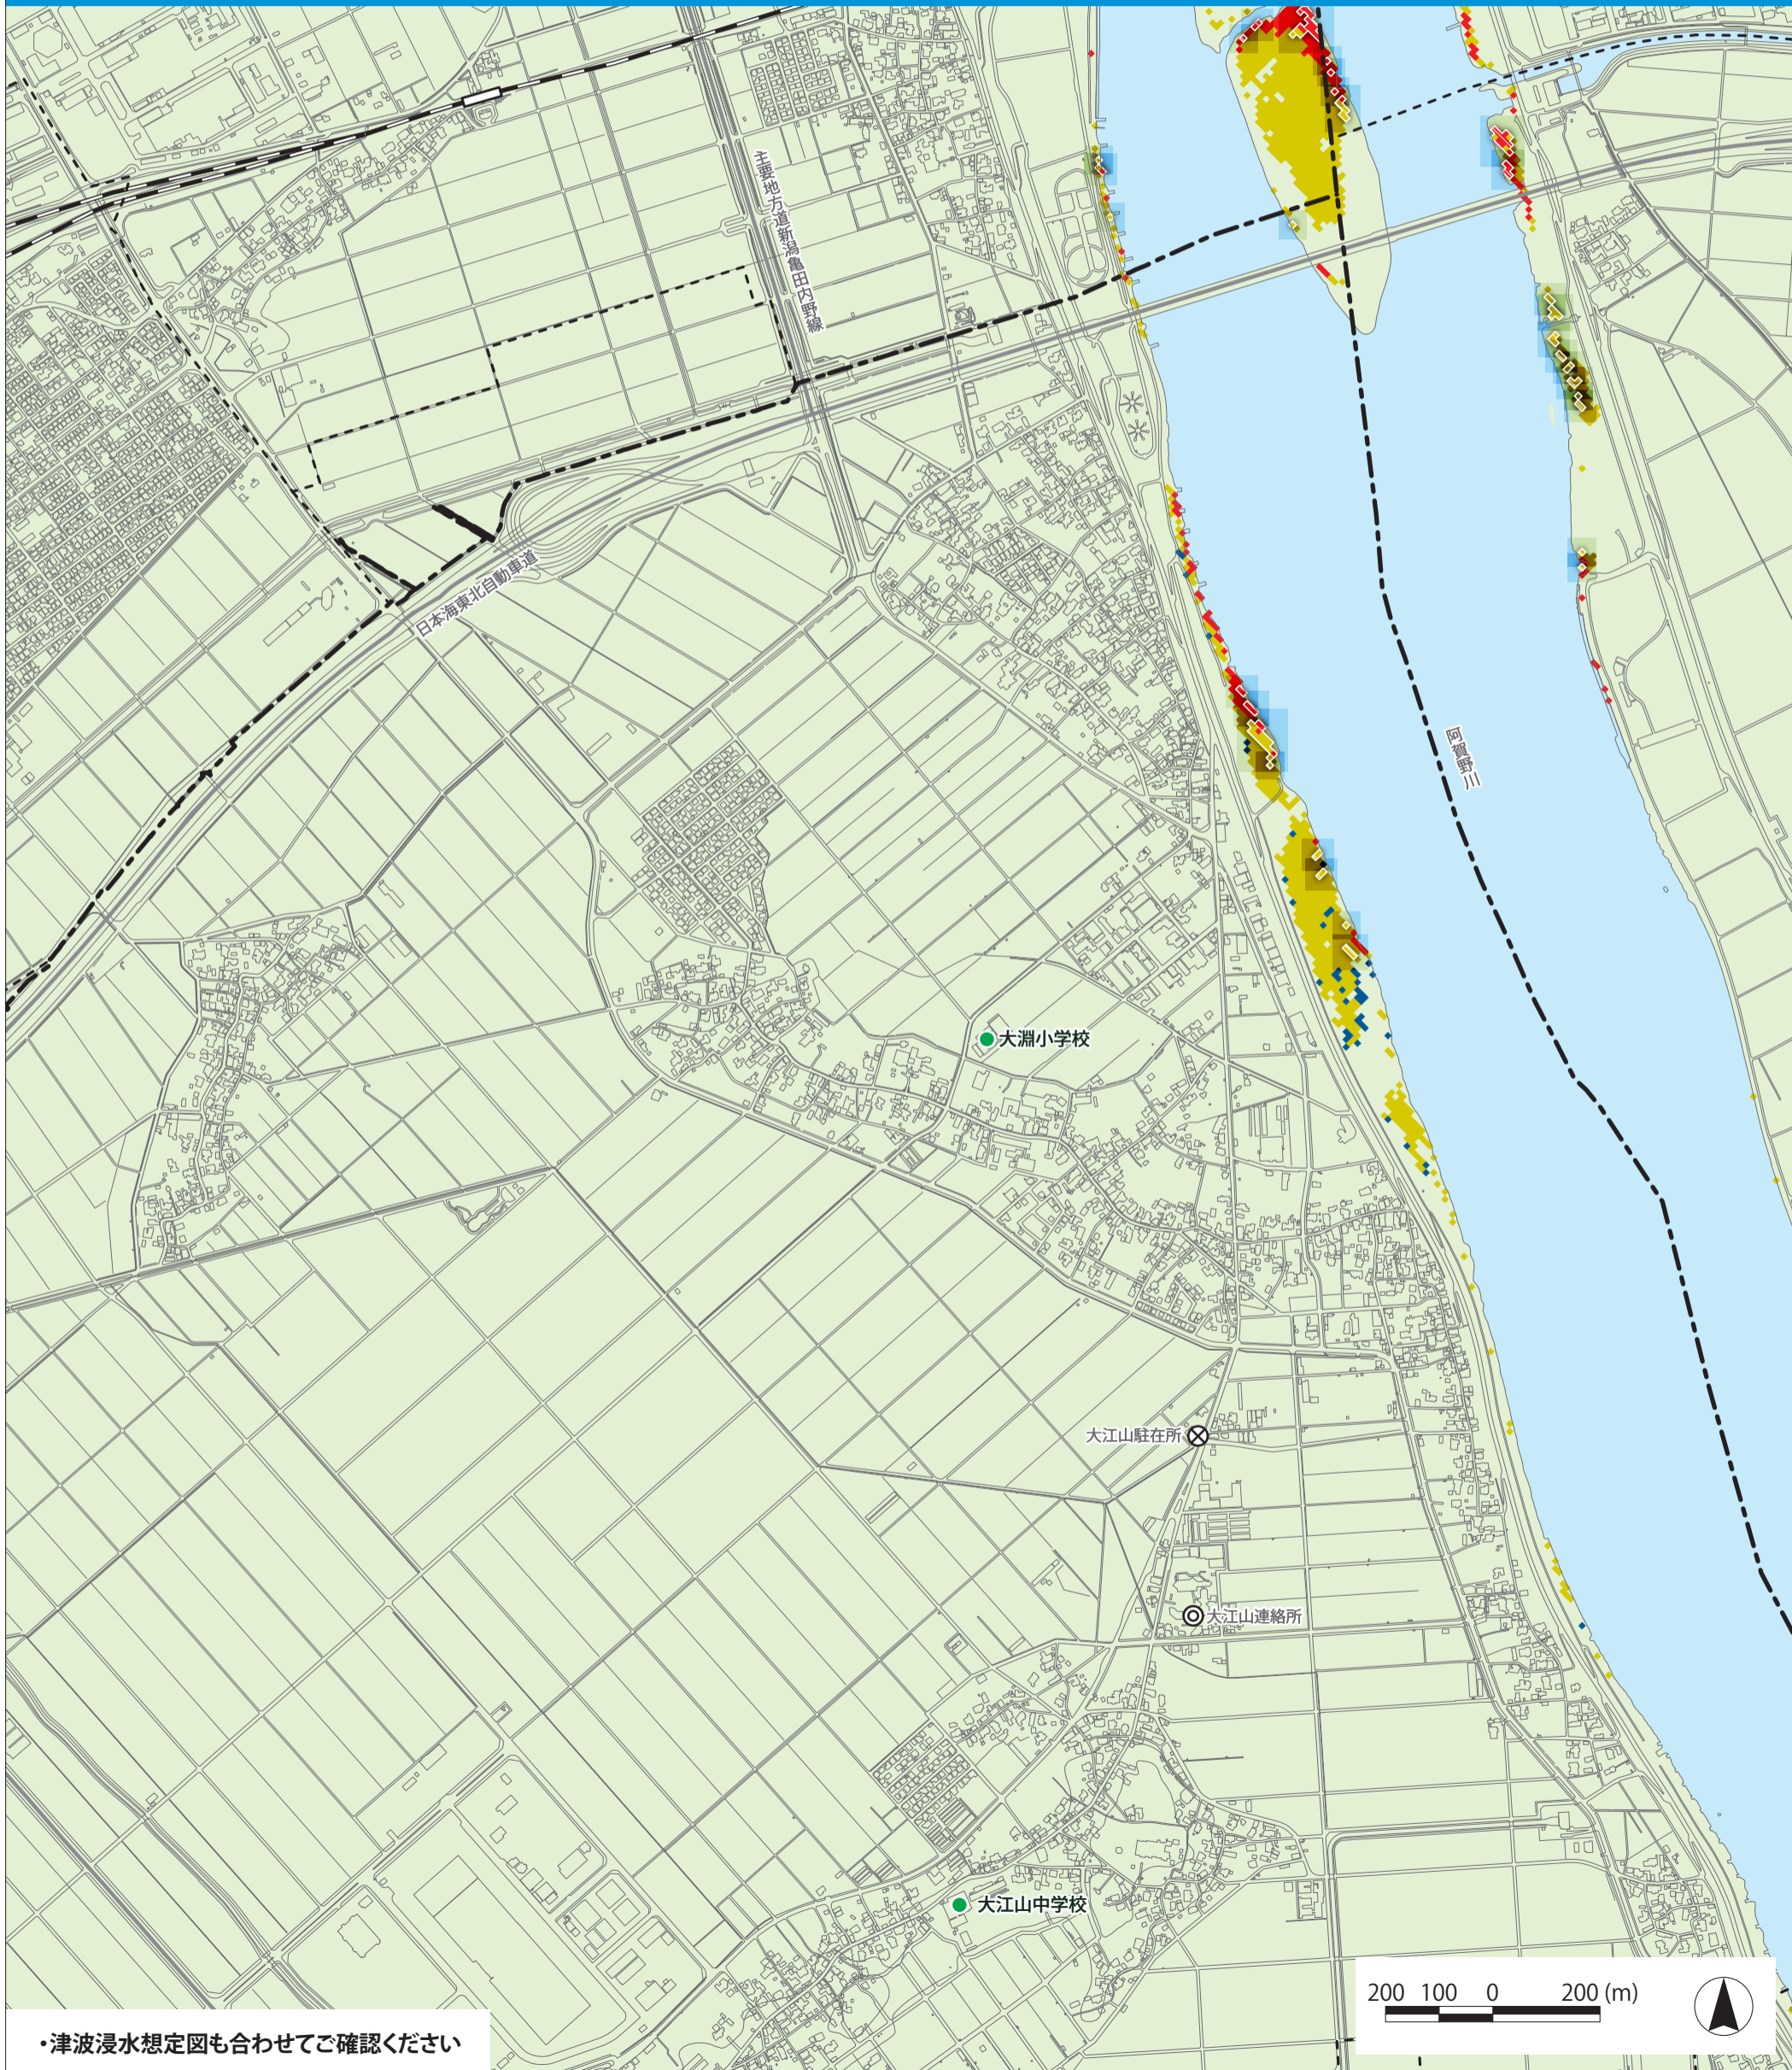 主要地方道新潟亀田内野線
日本海東北自動車道
阿賀野川
大淵小学校
大江山駐在所
大江山連絡所
大江山中学校
200 100 0 200 (m)
・津波浸水想定図も合わせてご確認ください